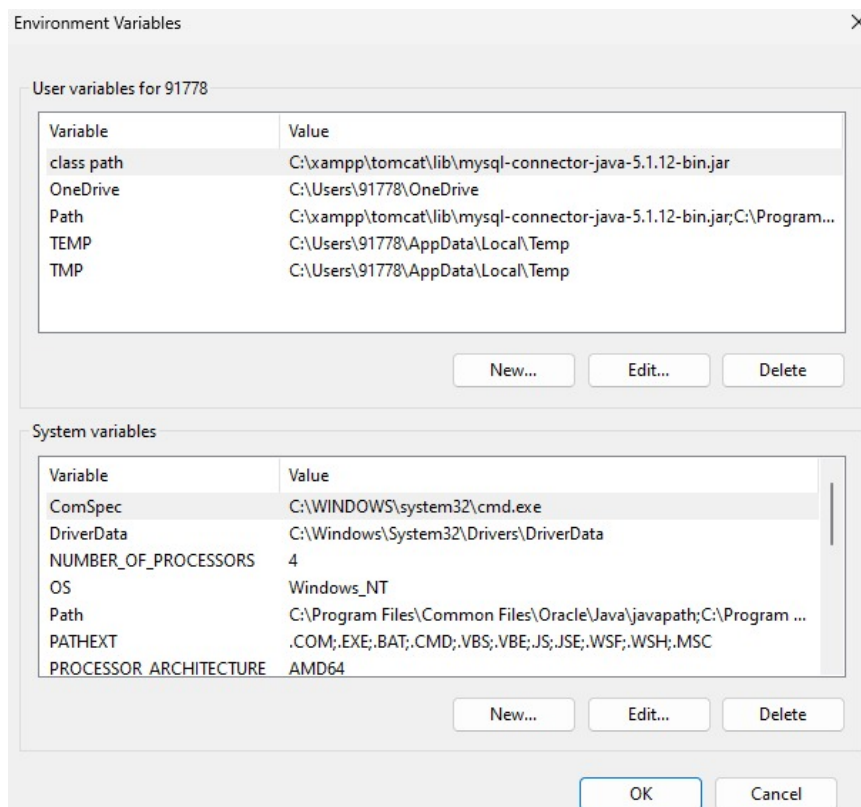 Environment Variables
User variables for 91778
Variable Value
class path C:\xampp\tomcat\lib\mysql-connector-java-5.1.12-bin.jar
OneDrive C:\Users\91778\OneDrive
Path C:\xampp\tomcat\lib\mysql-connector-java-5.1.12-bin.jar;C:\Program...
TEMP C:\Users\91778\AppData\Local\Temp
TMP C:\Users\91778\AppData\Local\Temp
New... Edit... Delete
System variables
Variable Value
ComSpec C:\WINDOWS\system32\cmd.exe
DriverData C:\Windows\System32\Drivers\DriverData
NUMBER_OF_PROCESSORS 4
OS Windows_NT
Path C:\Program Files\Common Files\Oracle\Java\javapath;C:\Program ...
PATHEXT .COM;.EXE;.BAT;.CMD;.VBS;.VBE;.JS;.JSE;.WSF;.WSH;.MSC
PROCESSOR_ARCHITECTURE AMD64
New... Edit... Delete
OK Cancel